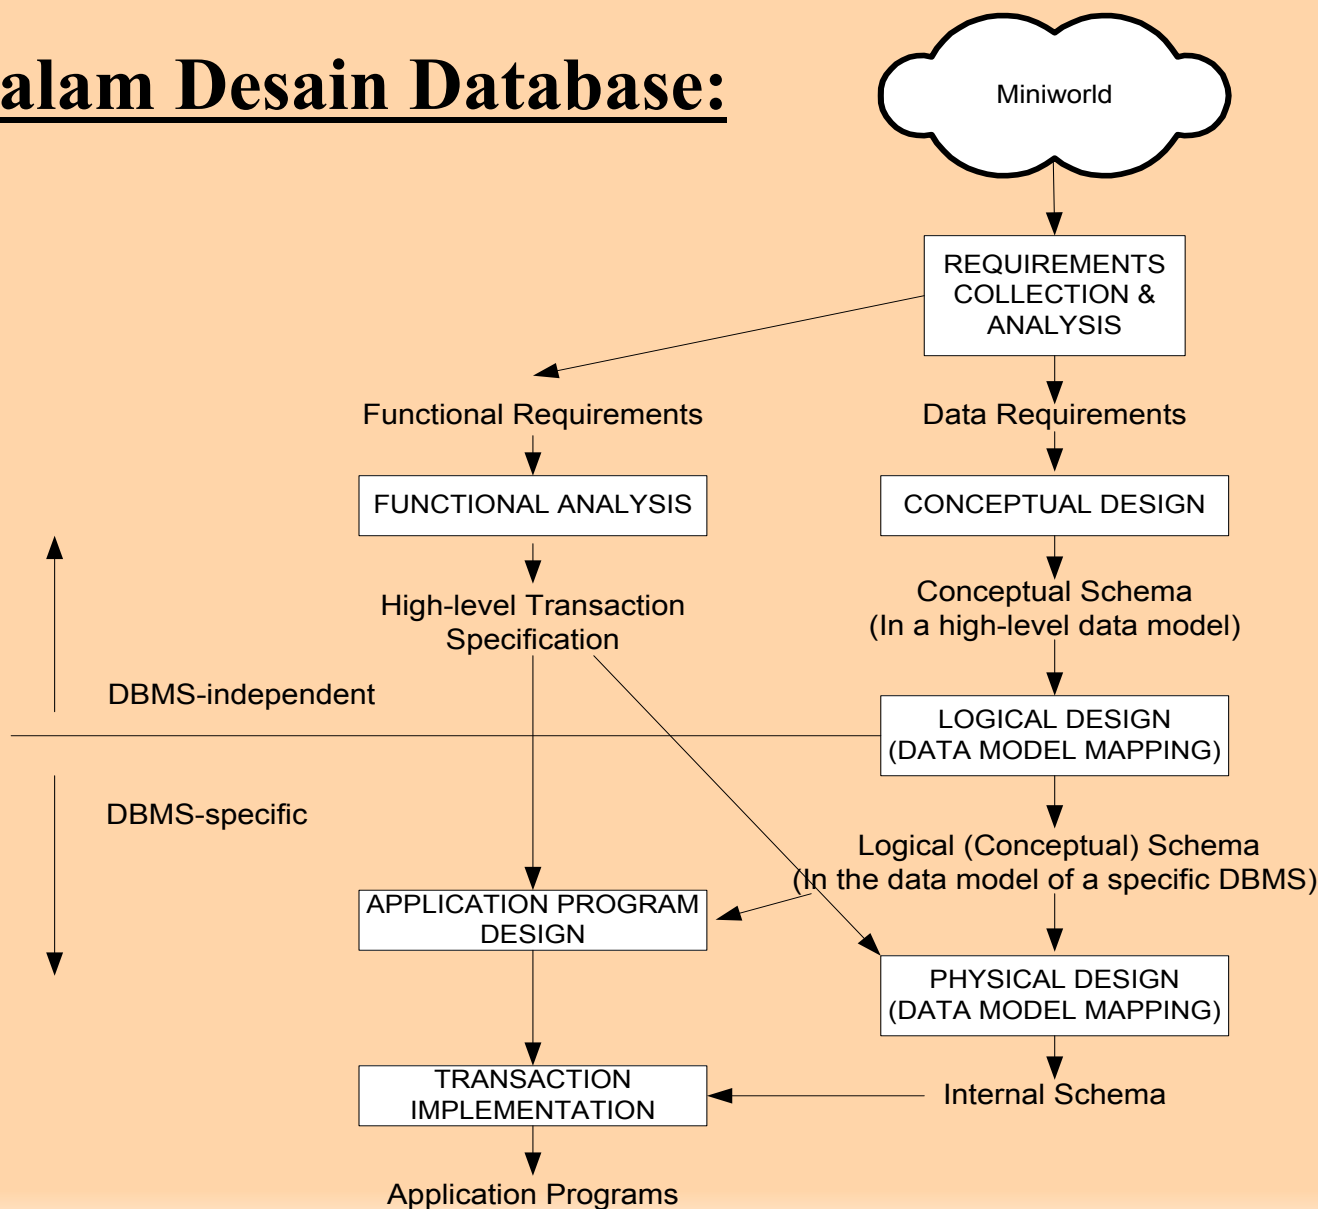 alam Desain Database:
Miniworld
REQUIREMENTS
COLLECTION &
ANALYSIS
Functional Requirements
Data Requirements
FUNCTIONAL ANALYSIS
CONCEPTUAL DESIGN
High-level Transaction
Specification
Conceptual Schema
(In a high-level data model)
DBMS-independent
LOGICAL DESIGN
(DATA MODEL MAPPING)
DBMS-specific
Logical (Conceptual) Schema
(In the data model of a specific DBMS)
APPLICATION PROGRAM
DESIGN
PHYSICAL DESIGN
(DATA MODEL MAPPING)
TRANSACTION
IMPLEMENTATION
Internal Schema
Application Programs